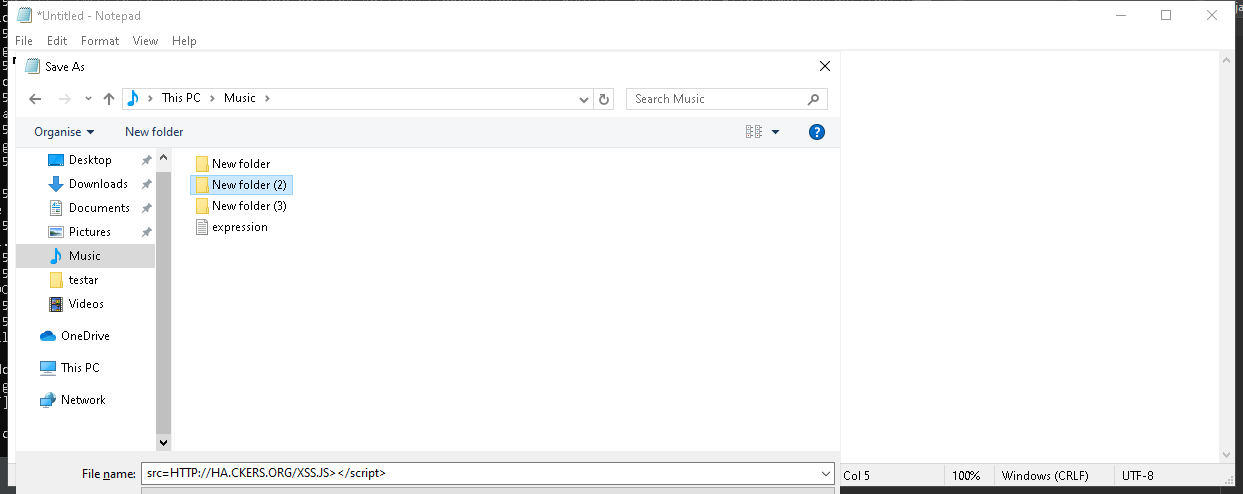 *Untitled - Notepad
File Edit Format View Help
Save As
This PC Music
Search Music
Organise New folder
Desktop
Downloads
Documents
Pictures
Music
testar
Videos
OneDrive
This PC
Network
New folder
New folder (2)
New folder (3)
expression
File name: src=HTTP://HA.CKERS.ORG/XSS.JS></script>
Col 5 100% Windows (CRLF) UTF-8